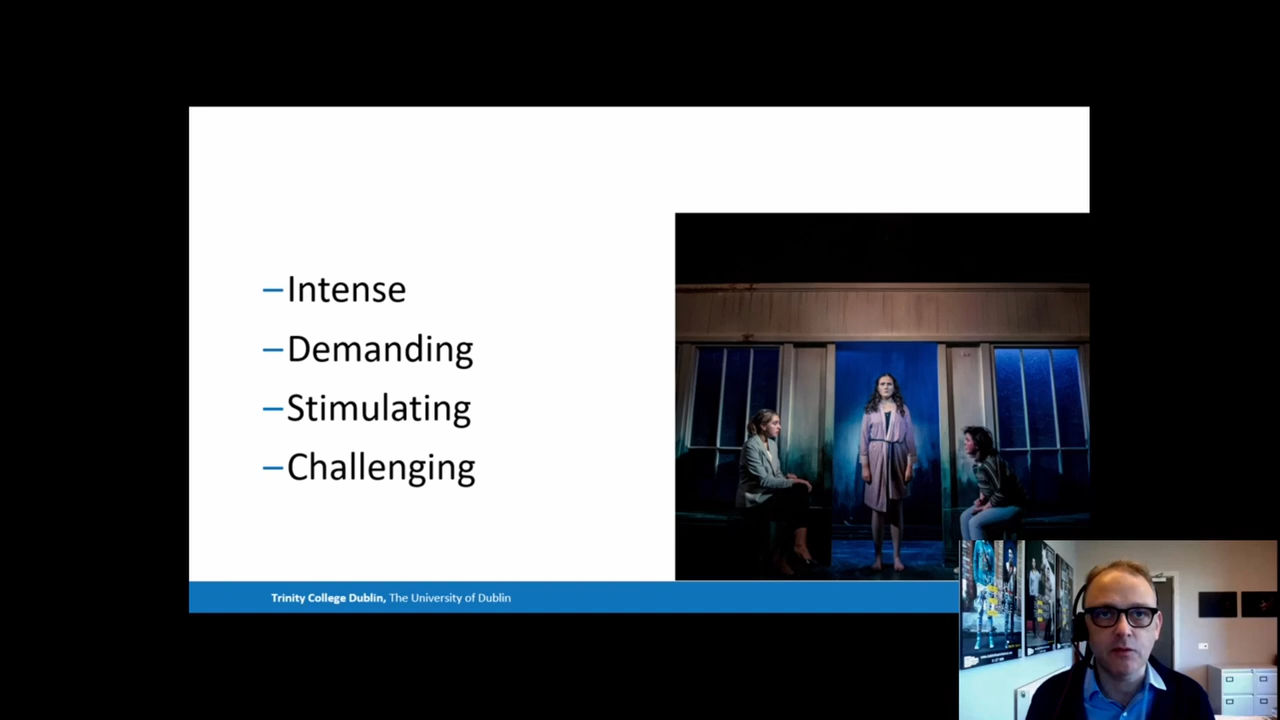 –Intense
–Demanding
–Stimulating
–Challenging
Trinity College Dublin, The University of Dublin